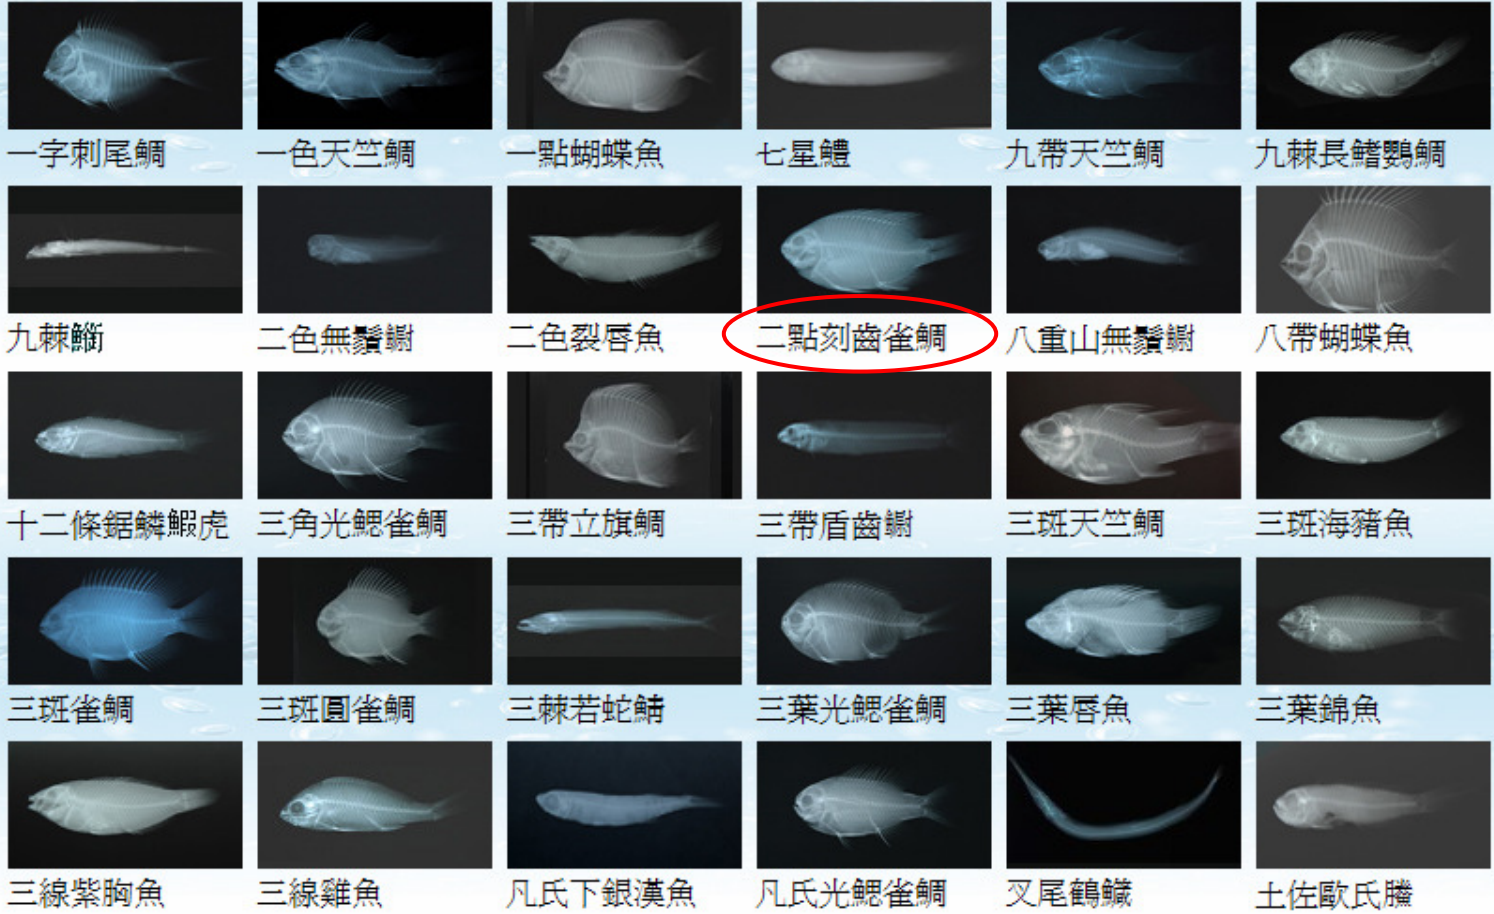 一字刺尾鯛 一色天竺鯛 一點蝴蝶魚 七星鱧 九帶天竺鯛 九棘長鰭鸚鯛
九棘鰤 二色無鬚鳚 二色裂唇魚 二點刻齒雀鯛 八重山無鬚鳚 八帶蝴蝶魚
十二條鋸鱗鰕虎 三角光鰓雀鯛 三帶立旗鯛 三帶盾齒鳚 三斑天竺鯛 三斑海豬魚
三斑雀鯛 三斑圓雀鯛 三棘若蛇鯖 三葉光鰓雀鯛 三葉唇魚 三葉錦魚
三線紫胸魚 三線雞魚 凡氏下銀漢魚 凡氏光鰓雀鯛 叉尾鶴鱵 土佐歐氏䲢